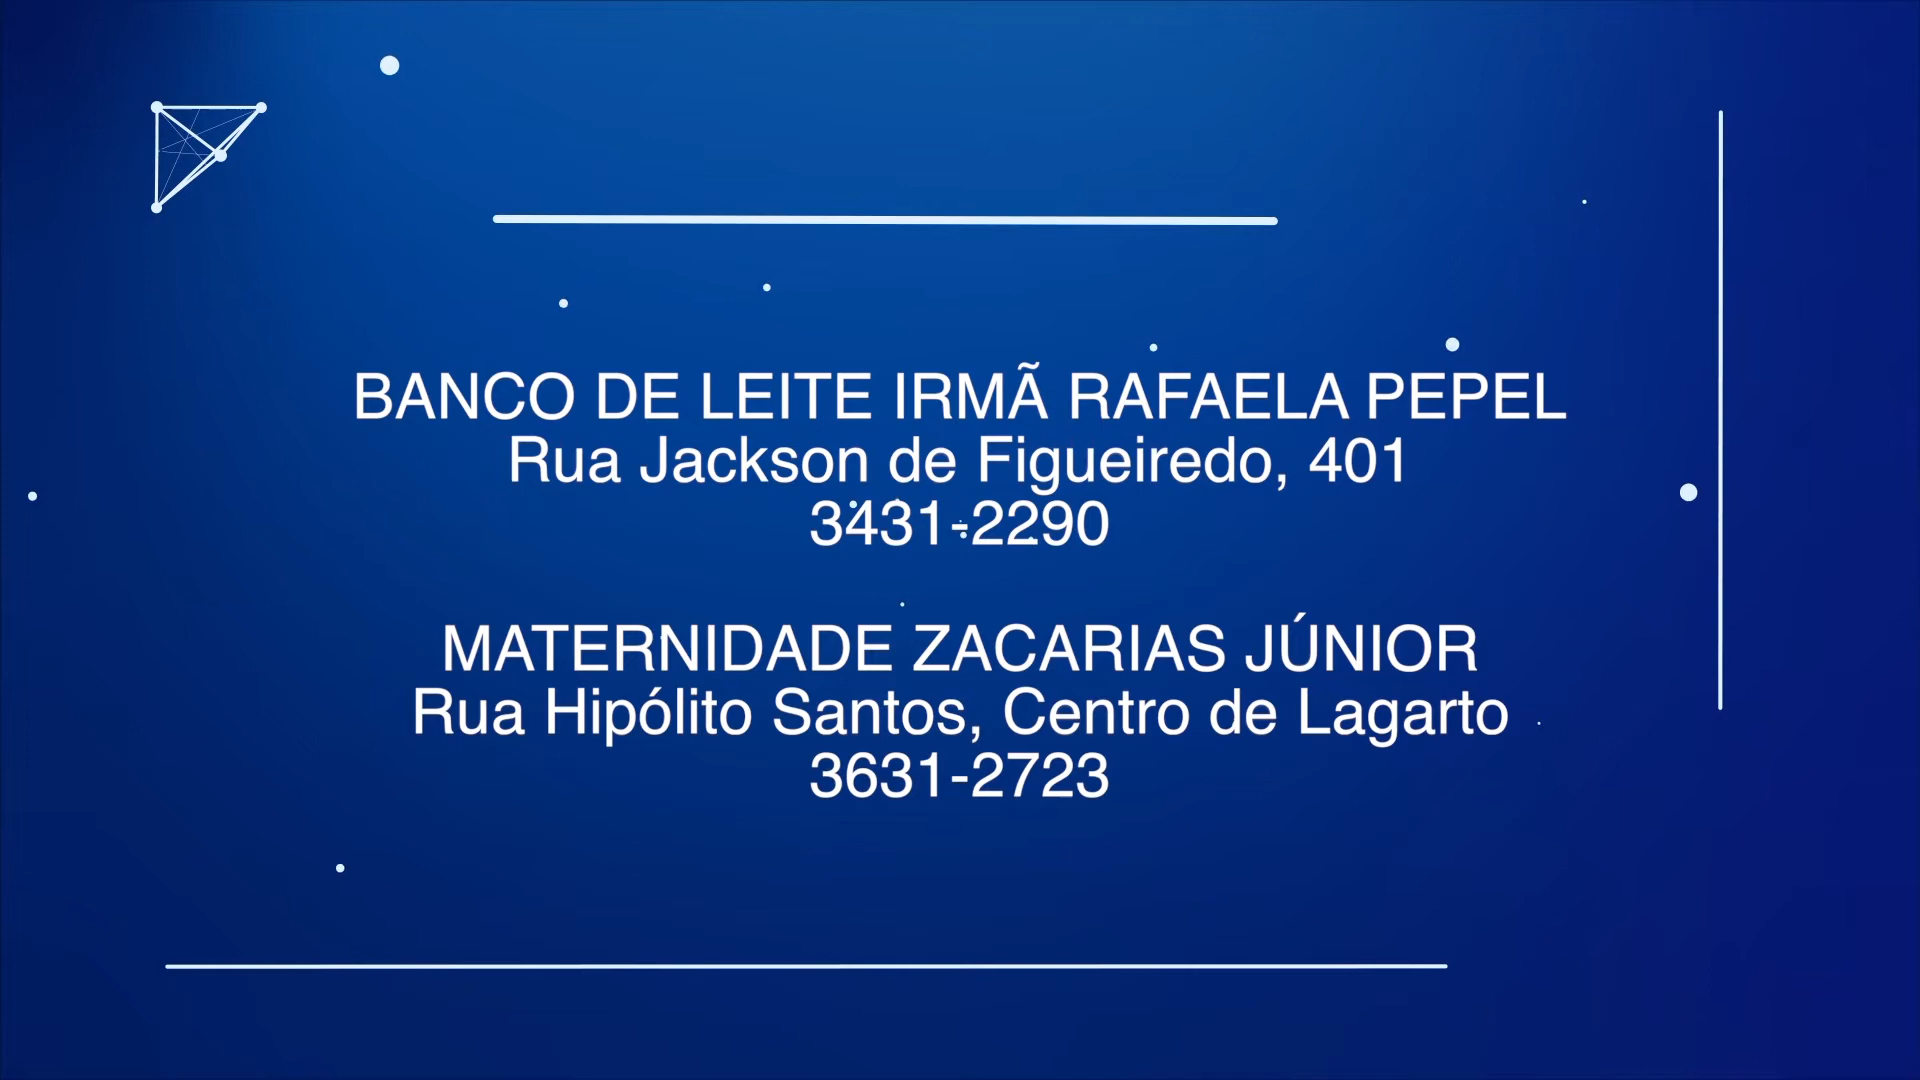 BANCO DE LEITE IRMÃ RAFAELA PEPEL
Rua Jackson de Figueiredo, 401
3431-2290
MATERNIDADE ZACARIAS JÚNIOR
Rua Hipólito Santos, Centro de Lagarto
3631-2723